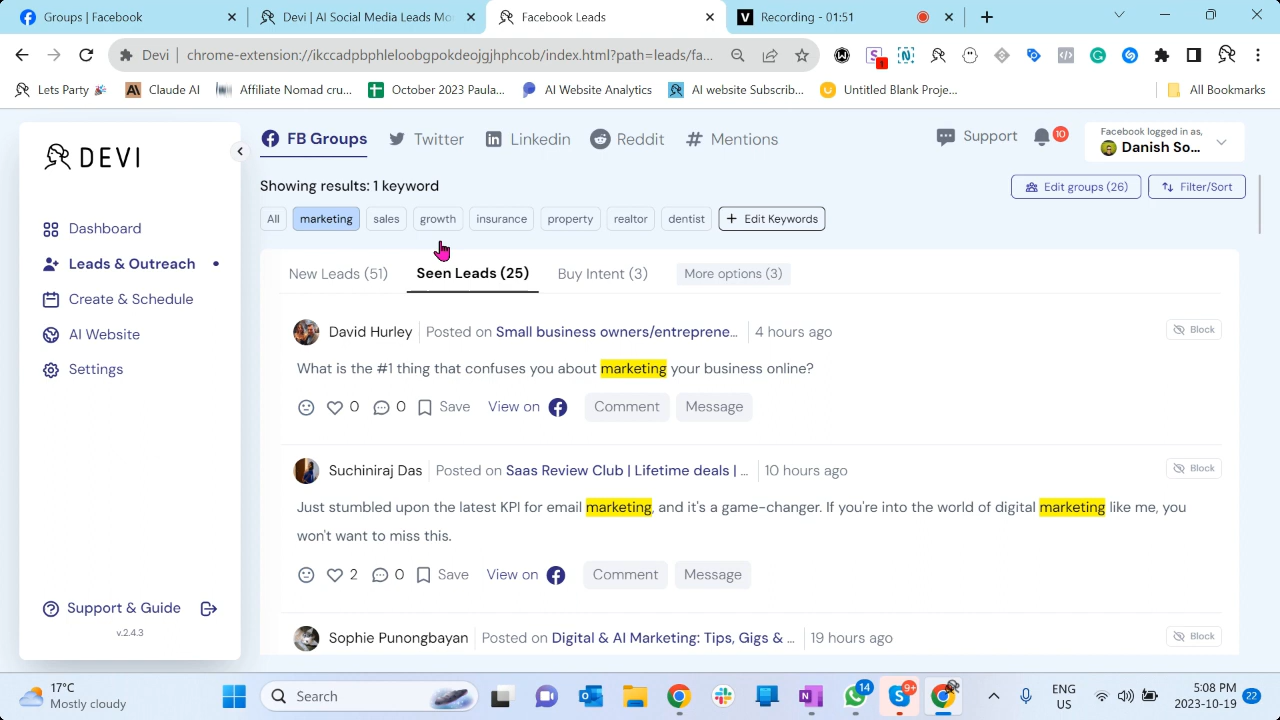 Groups | Facebook
Devi | AI Social Media Leads Mo
Facebook Leads
Recording - 01:51
Devi
chrome-extension://ikccadpbphleloobgpokdeojgjhphcob/index.html?path=leads/fa...
Lets Party
Claude AI
Affiliate Nomad cru...
October 2023 Paula...
AI Website Analytics
AI website Subscrib...
Untitled Blank Proje...
All Bookmarks
DEVI
FB Groups
Twitter
Linkedin
Reddit
# Mentions
Support
10
Facebook logged in as,
Danish So...
Showing results: 1 keyword
Edit groups (26)
Filter/Sort
All
marketing
sales
growth
insurance
property
realtor
dentist
+ Edit Keywords
Dashboard
Leads & Outreach
Create & Schedule
AI Website
Settings
Support & Guide
v.2.4.3
New Leads (51)
Seen Leads (25)
Buy Intent (3)
More options (3)
David Hurley
Posted on Small business owners/entreprene...
4 hours ago
Block
What is the #1 thing that confuses you about marketing your business online?
0
0
Save
View on
Comment
Message
Suchiniraj Das
Posted on Saas Review Club | Lifetime deals | ...
10 hours ago
Block
Just stumbled upon the latest KPI for email marketing, and it's a game-changer. If you're into the world of digital marketing like me, you
won't want to miss this.
2
0
Save
View on
Comment
Message
Sophie Punongbayan
Posted on Digital & AI Marketing: Tips, Gigs & ...
19 hours ago
Block
17°C
Mostly cloudy
Search
14
9+
ENG
US
5:08 PM
2023-10-19
22